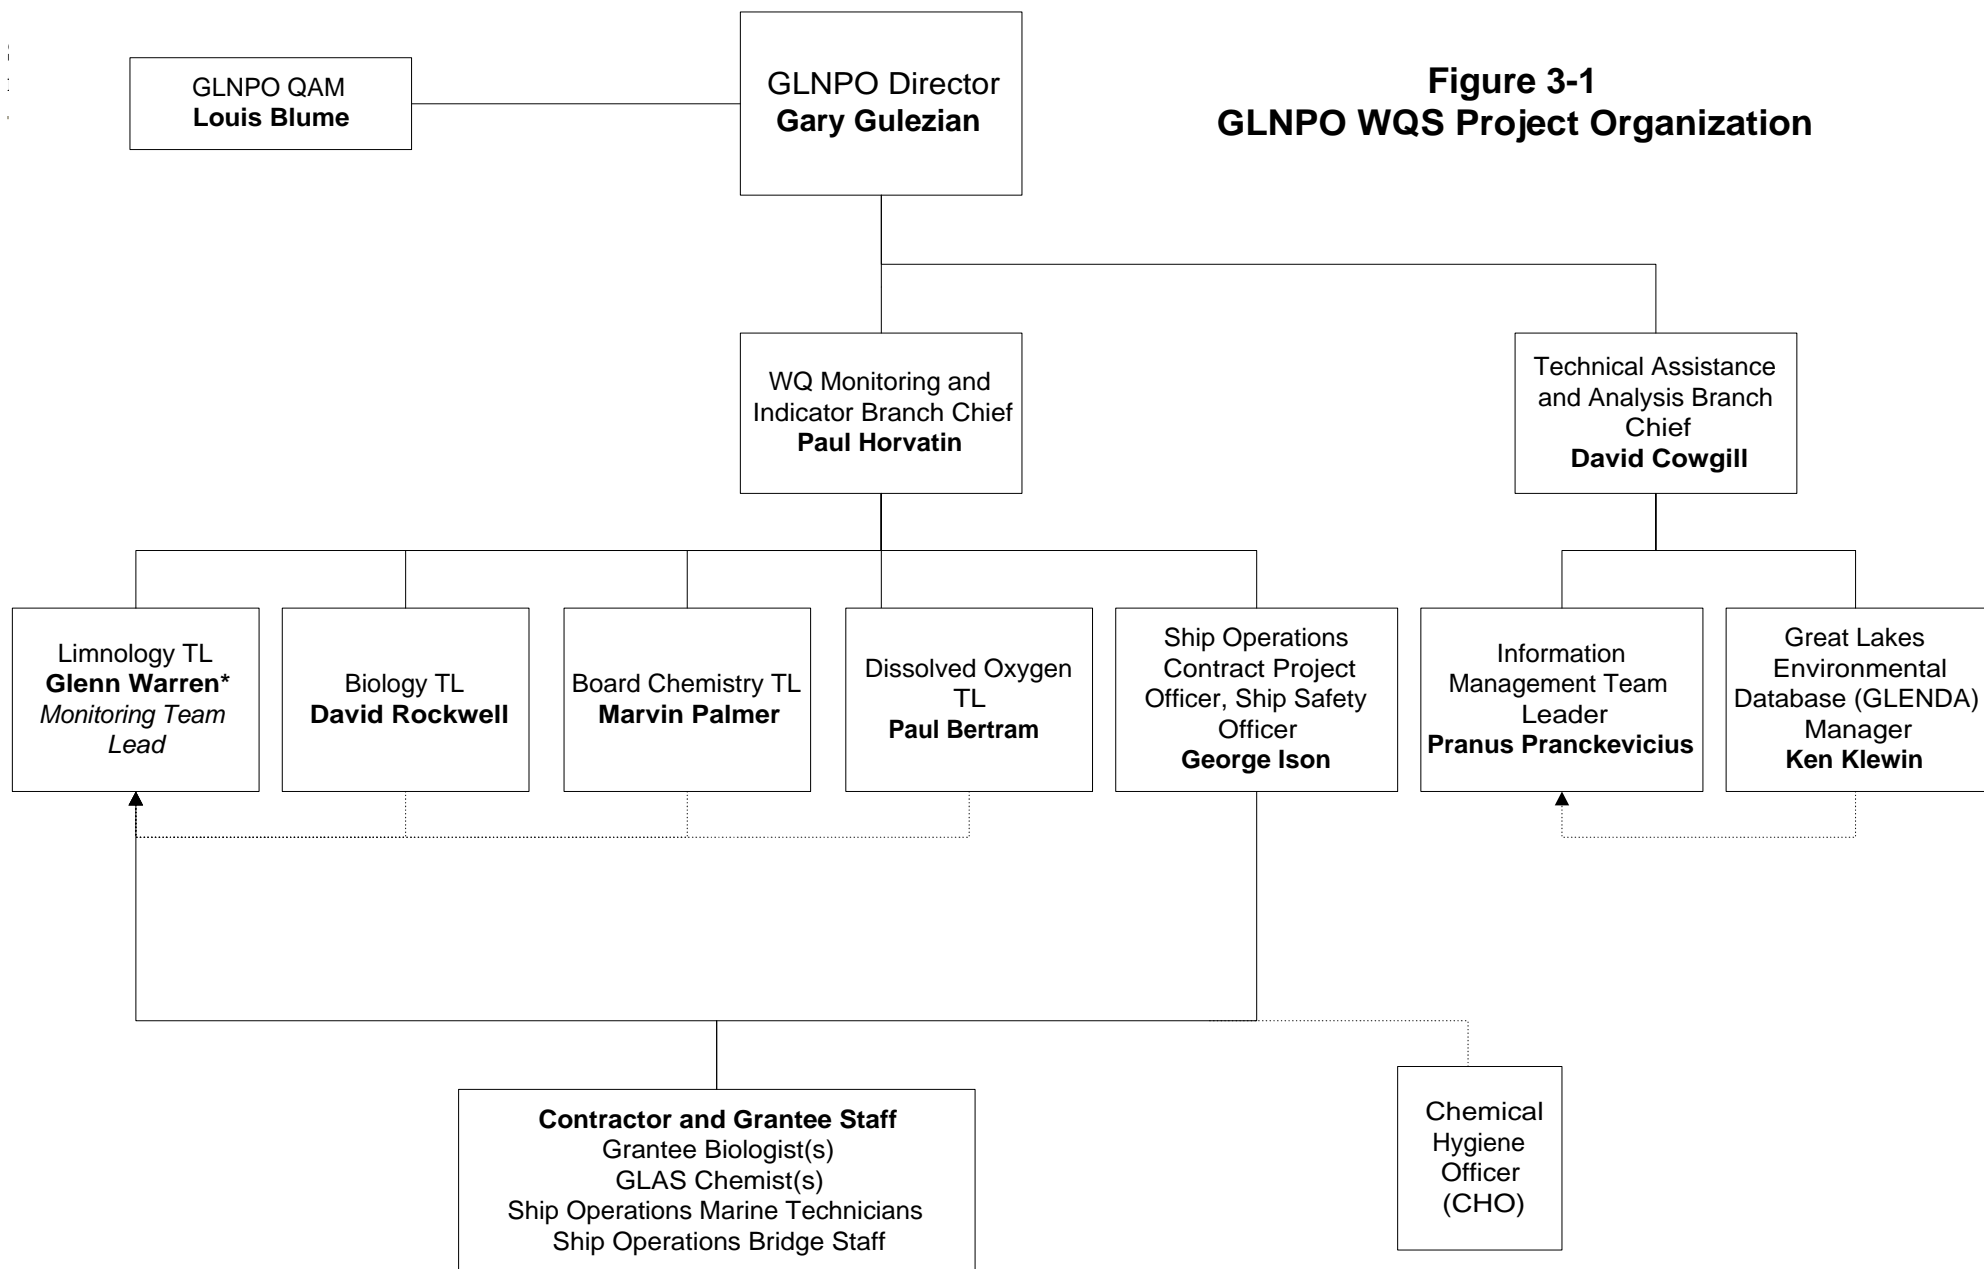 GLNPO QAM
Louis Blume
GLNPO Director
Gary Gulezian
Figure 3-1
GLNPO WQS Project Organization
WQ Monitoring and
Indicator Branch Chief
Paul Horvatin
Technical Assistance
and Analysis Branch
Chief
David Cowgill
Limnology TL
Glenn Warren*
Monitoring Team
Lead
Biology TL
David Rockwell
Board Chemistry TL
Marvin Palmer
Dissolved Oxygen
TL
Paul Bertram
Ship Operations
Contract Project
Officer, Ship Safety
Officer
George Ison
Information
Management Team
Leader
Pranus Pranckevicius
Great Lakes
Environmental
Database (GLENDA)
Manager
Ken Klewin
Contractor and Grantee Staff
Grantee Biologist(s)
GLAS Chemist(s)
Ship Operations Marine Technicians
Ship Operations Bridge Staff
Chemical
Hygiene
Officer
(CHO)